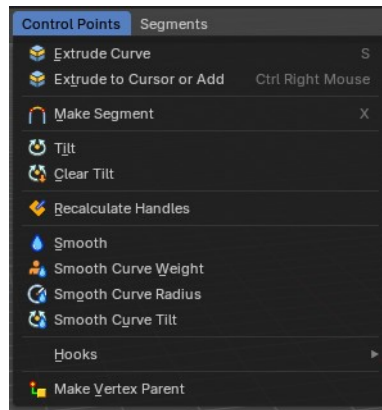 Control Points Segments
Extrude Curve S
Extrude to Cursor or Add Ctrl Right Mouse
Make Segment X
Tilt
Clear Tilt
Recalculate Handles
Smooth
Smooth Curve Weight
Smooth Curve Radius
Smooth Curve Tilt
Hooks
Make Vertex Parent